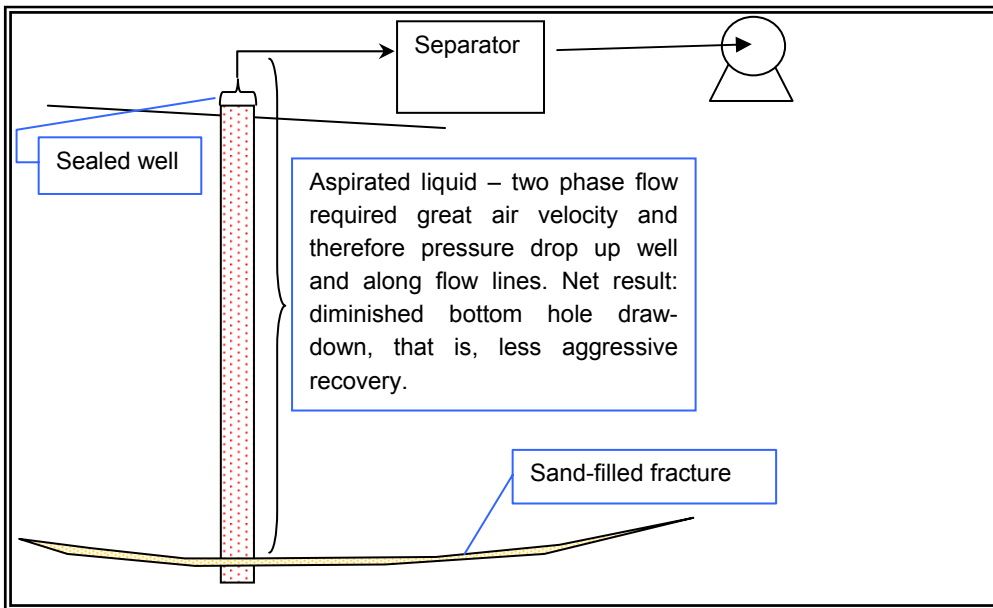 Separator
Sealed well
Aspirated liquid – two phase flow
required great air velocity and
therefore pressure drop up well
and along flow lines. Net result:
diminished bottom hole draw-
down, that is, less aggressive
recovery.
Sand-filled fracture